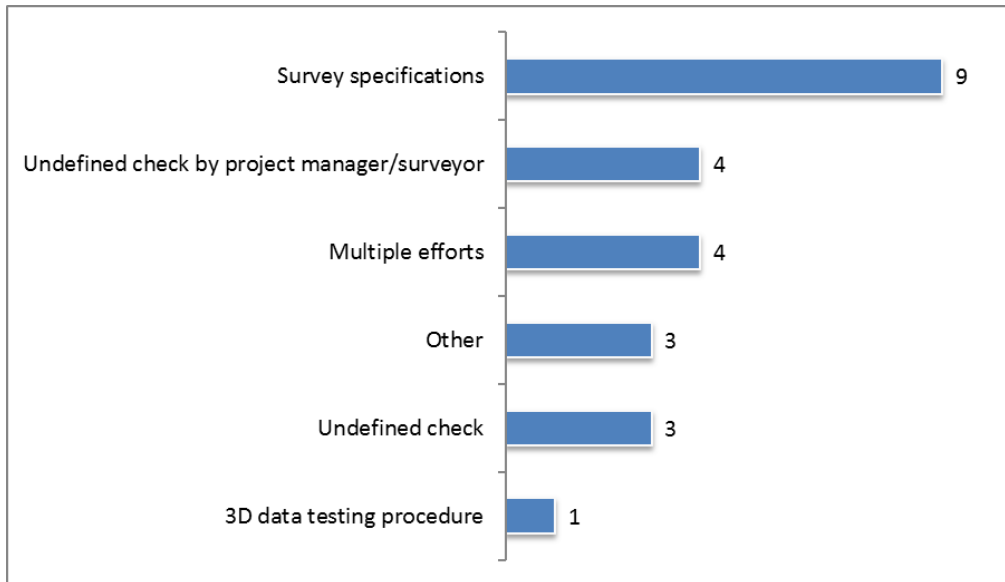 Survey specifications 9
Undefined check by project manager/surveyor 4
Multiple efforts 4
Other 3
Undefined check 3
3D data testing procedure 1